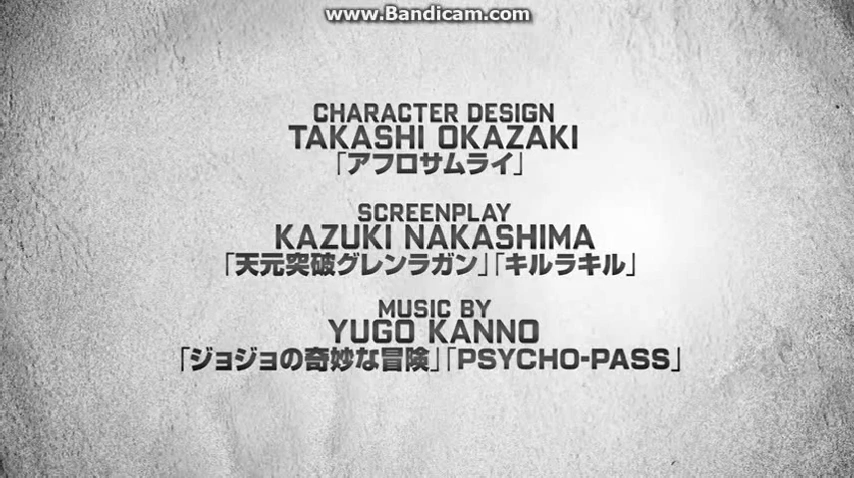 www.Bandicam.com
CHARACTER DESIGN
TAKASHI OKAZAKI
「アフロサムライ」
SCREENPLAY
KAZUKI NAKASHIMA
「天元突破グレンラガン」「キルラキル」
MUSIC BY
YUGO KANNO
「ジョジョの奇妙な冒険」「PSYCHO-PASS」